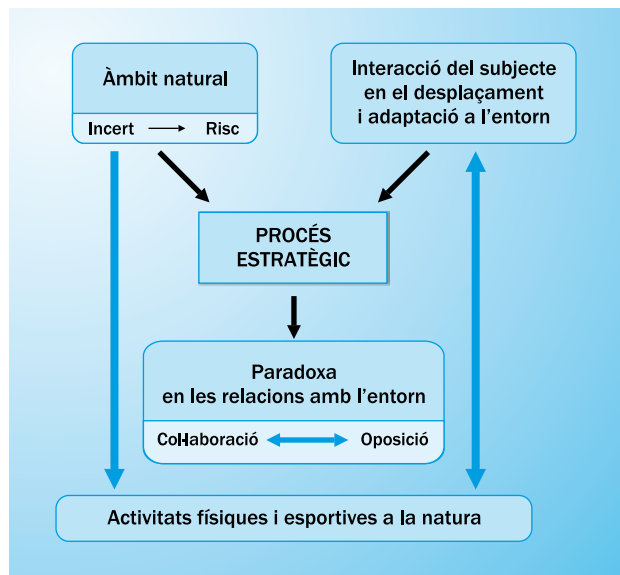 Àmbit natural
Incert Risc
Interacció del subjecte
en el desplaçament
i adaptació a l'entorn
PROCÉS
ESTRATÈGIC
Paradoxa
en les relacions amb l'entorn
Col·laboració Oposició
Activitats físiques i esportives a la natura